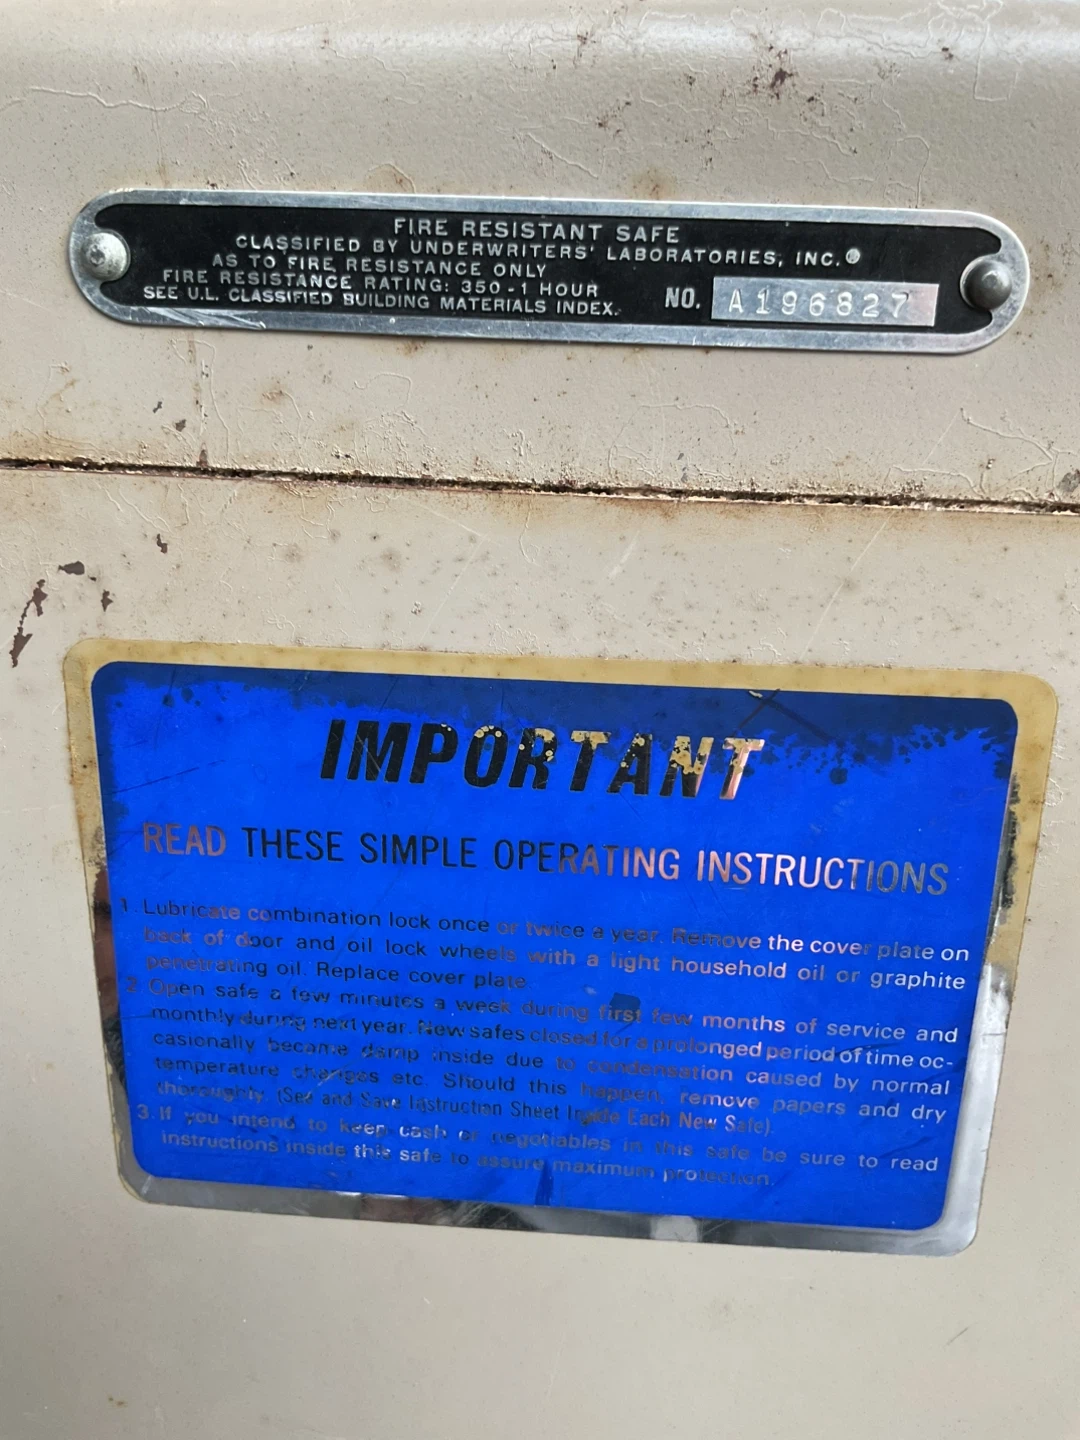 FIRE RESISTANT SAFE
CLASSIFIED BY UNDERWRITERS' LABORATORIES, INC.®
AS TO FIRE RESISTANCE ONLY
FIRE RESISTANCE RATING: 350-1 HOUR
SEE U.L. CLASSIFIED BUILDING MATERIALS INDEX.
NO. A196827
IMPORTANT
READ THESE SIMPLE OPERATING INSTRUCTIONS
1. Lubricate combination lock once or twice a year. Remove the cover plate on
back of door and oil lock wheels with a light household oil or graphite
penetrating oil. Replace cover plate.
2. Open safe a few minutes a week during first few months of service and
monthly during next year. New safes closed for a prolonged period of time oc-
casionally became damp inside due to condensation caused by normal
temperature changes etc. Should this happen, remove papers and dry
thoroughly. (See and Save Instruction Sheet Inside Each New Safe).
3. If you intend to keep cash or negotiables in this safe be sure to read
instructions inside this safe to assure maximum protection.